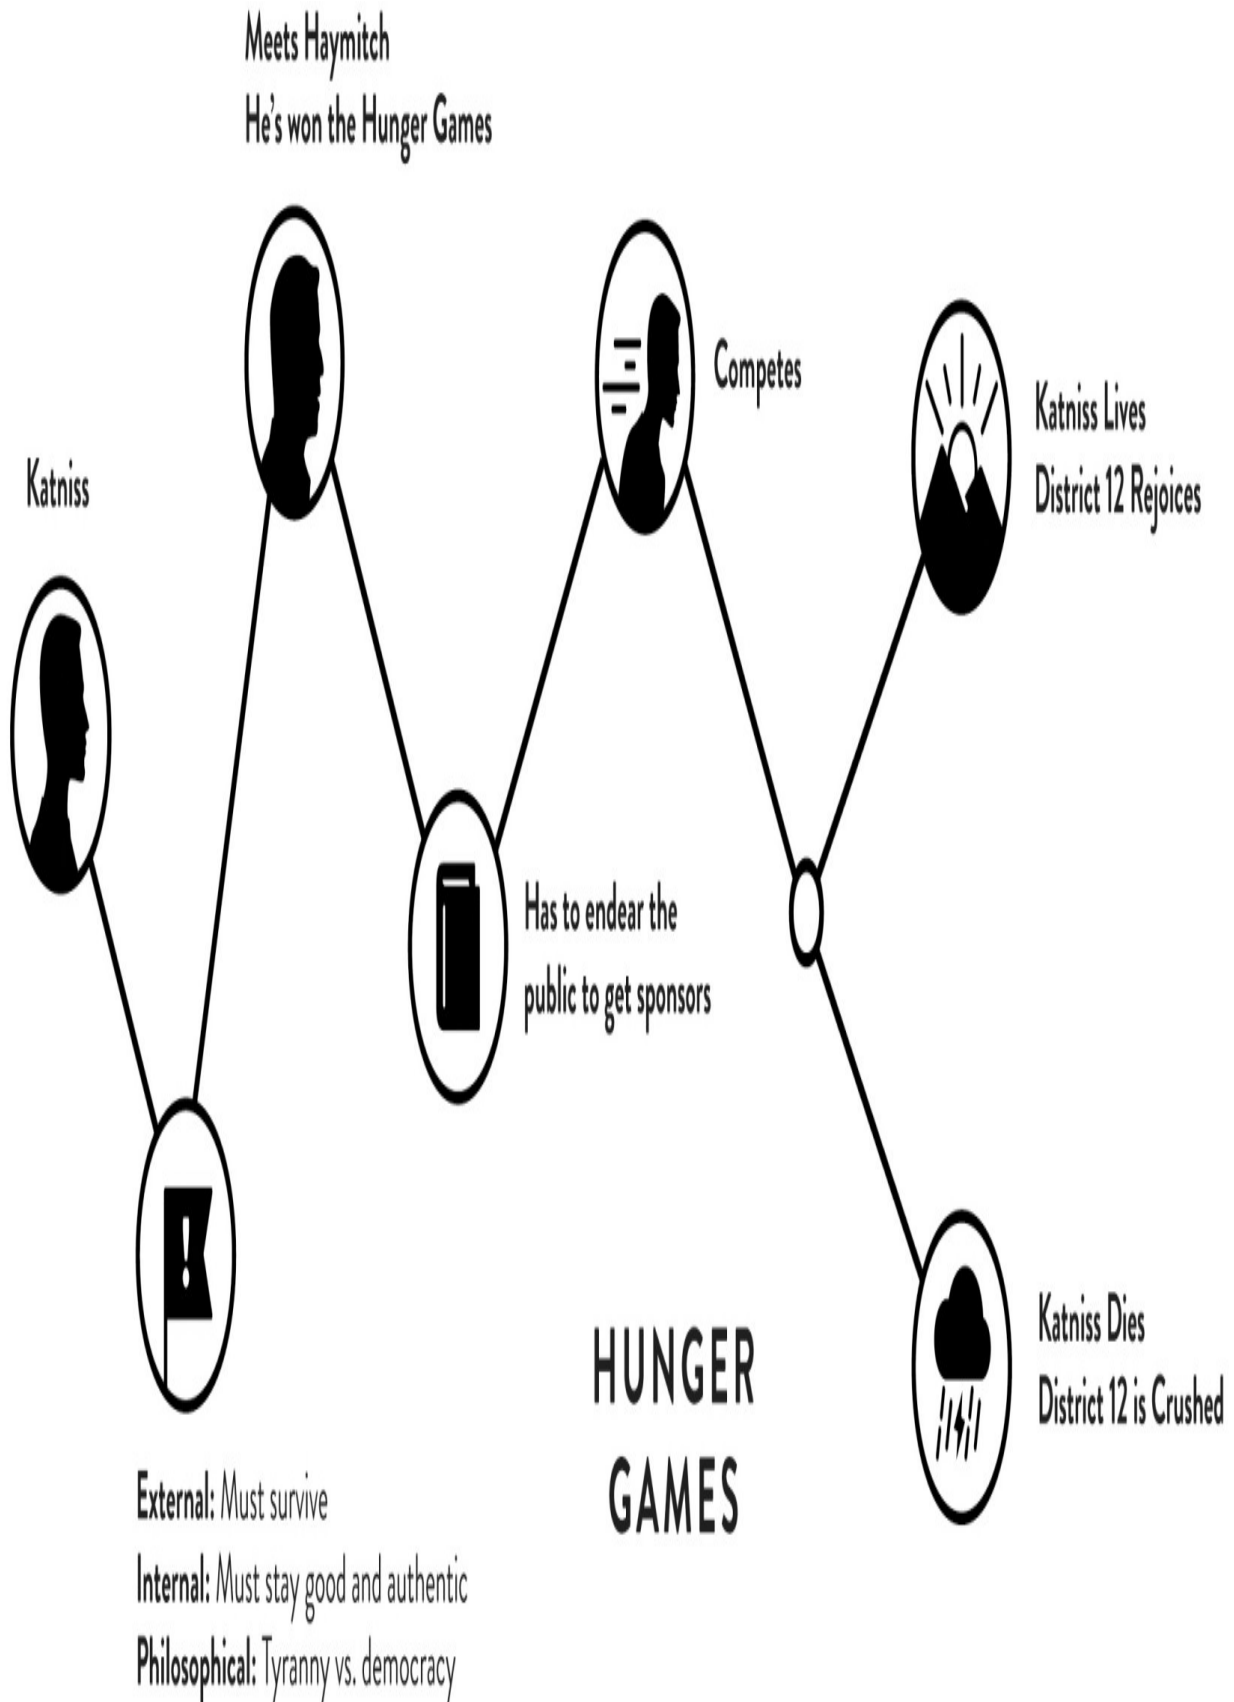 Meets Haymitch
He's won the Hunger Games
Competes
Katniss Lives
District 12 Rejoices
Katniss
Has to endear the
public to get sponsors
Katniss Dies
District 12 is Crushed
HUNGER
GAMES
External: Must survive
Internal: Must stay good and authentic
Philosophical: Tyranny vs. democracy